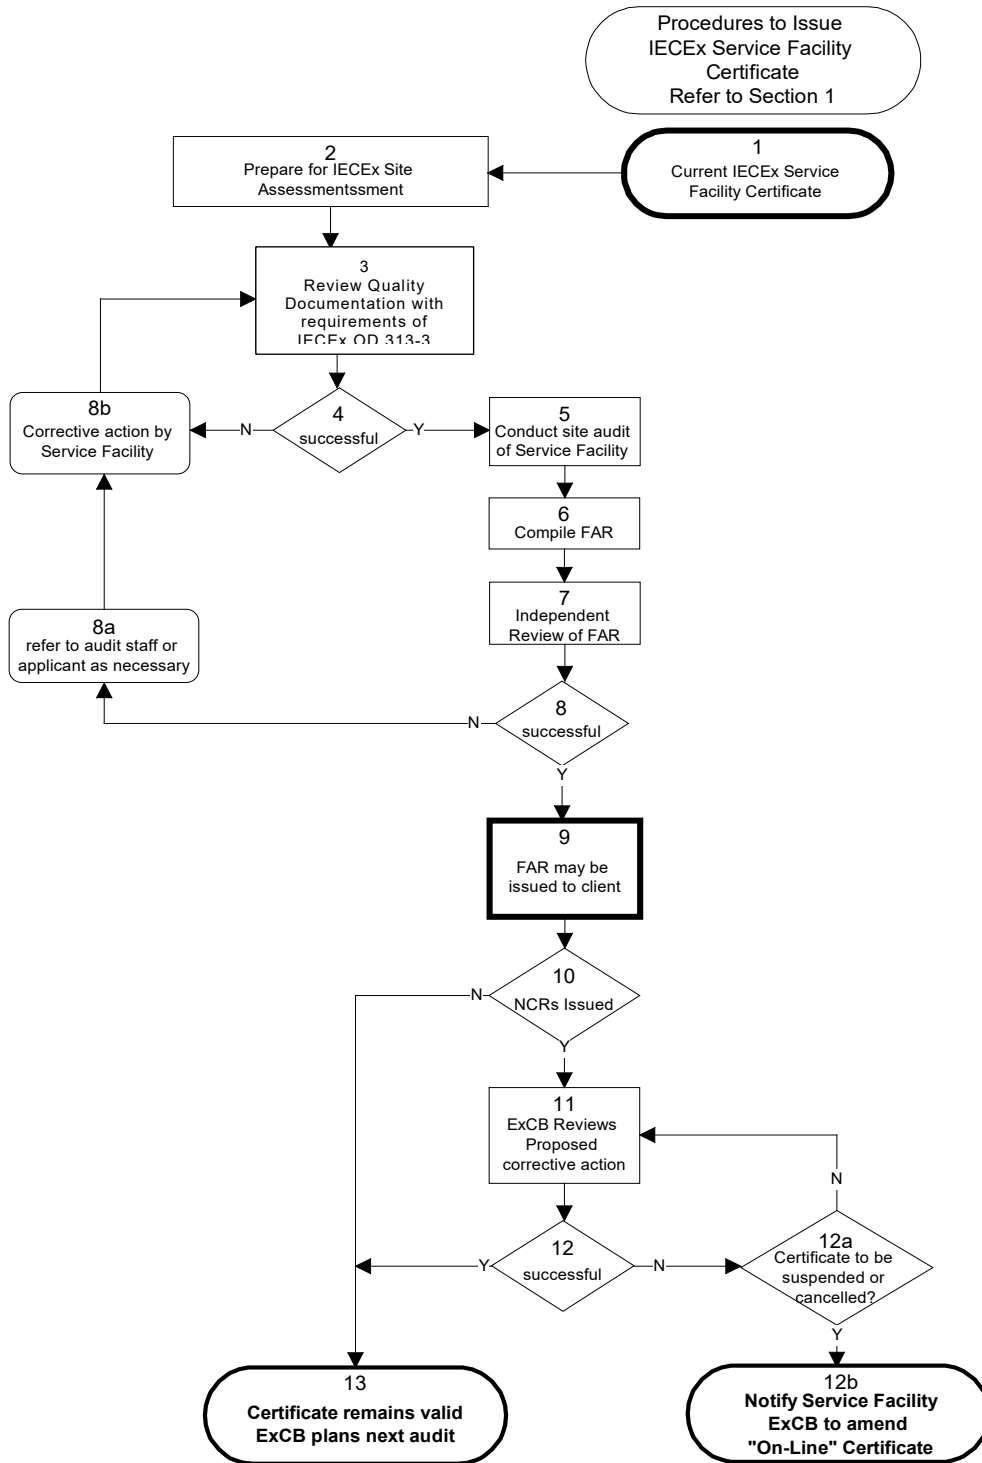 Procedures to Issue
IECEx Service Facility
Certificate
Refer to Section 1
1
Current IECEx Service
Facility Certificate
2
Prepare for IECEx Site
Assessmentssment
3
Review Quality
Documentation with
requirements of
IECEx OD 313-3
4
successful
N
Y
8b
Corrective action by
Service Facility
5
Conduct site audit
of Service Facility
6
Compile FAR
7
Independent
Review of FAR
8a
refer to audit staff or
applicant as necessary
8
successful
N
Y
9
FAR may be
issued to client
10
NCRs Issued
N
Y
11
ExCB Reviews
Proposed
corrective action
N
12
successful
Y
N
12a
Certificate to be
suspended or
cancelled?
Y
13
Certificate remains valid
ExCB plans next audit
12b
Notify Service Facility
ExCB to amend
"On-Line" Certificate